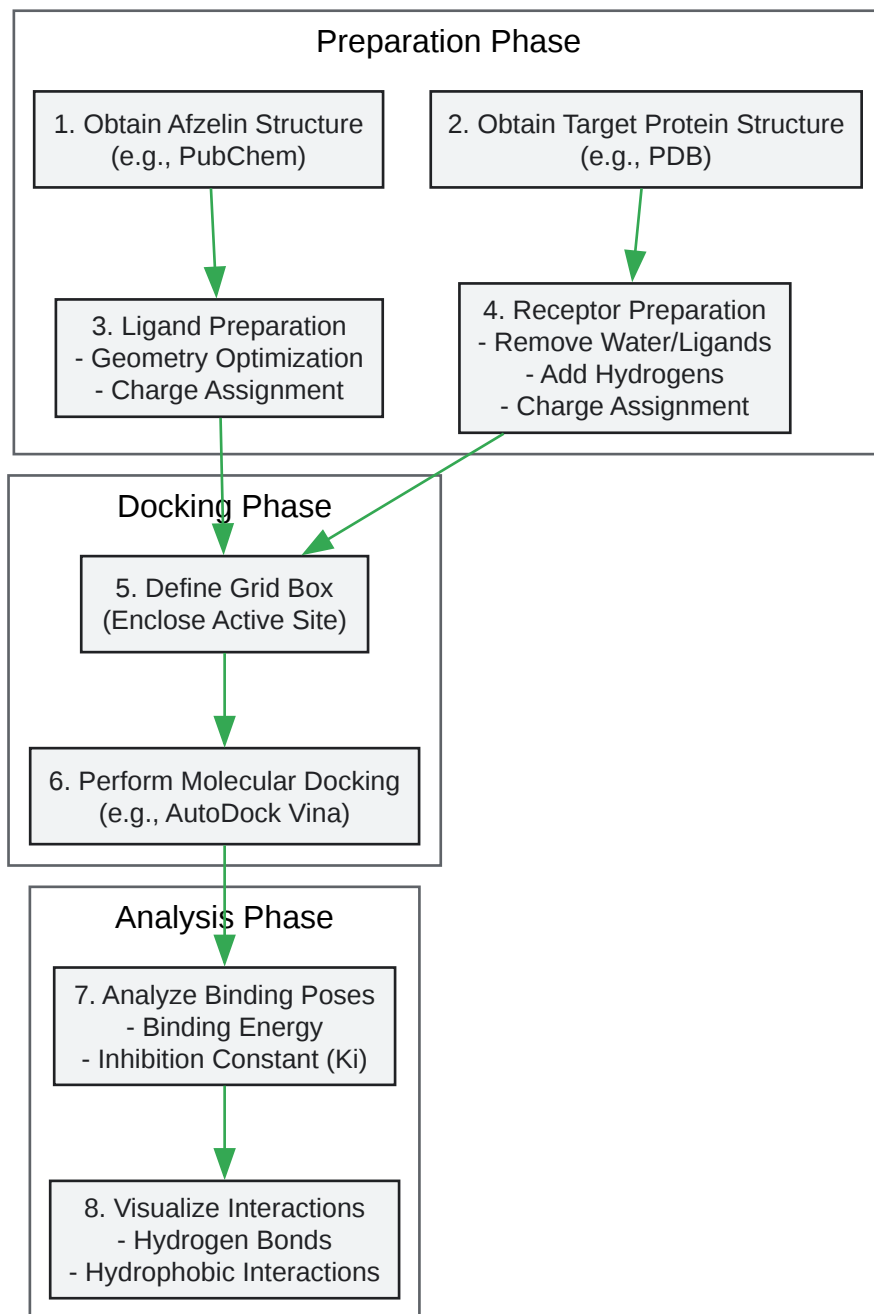 Preparation Phase
1. Obtain Afzelin Structure
(e.g., PubChem)
2. Obtain Target Protein Structure
(e.g., PDB)
3. Ligand Preparation
- Geometry Optimization
- Charge Assignment
4. Receptor Preparation
- Remove Water/Ligands
- Add Hydrogens
- Charge Assignment
Docking Phase
5. Define Grid Box
(Enclose Active Site)
6. Perform Molecular Docking
(e.g., AutoDock Vina)
Analysis Phase
7. Analyze Binding Poses
- Binding Energy
- Inhibition Constant (Ki)
8. Visualize Interactions
- Hydrogen Bonds
- Hydrophobic Interactions